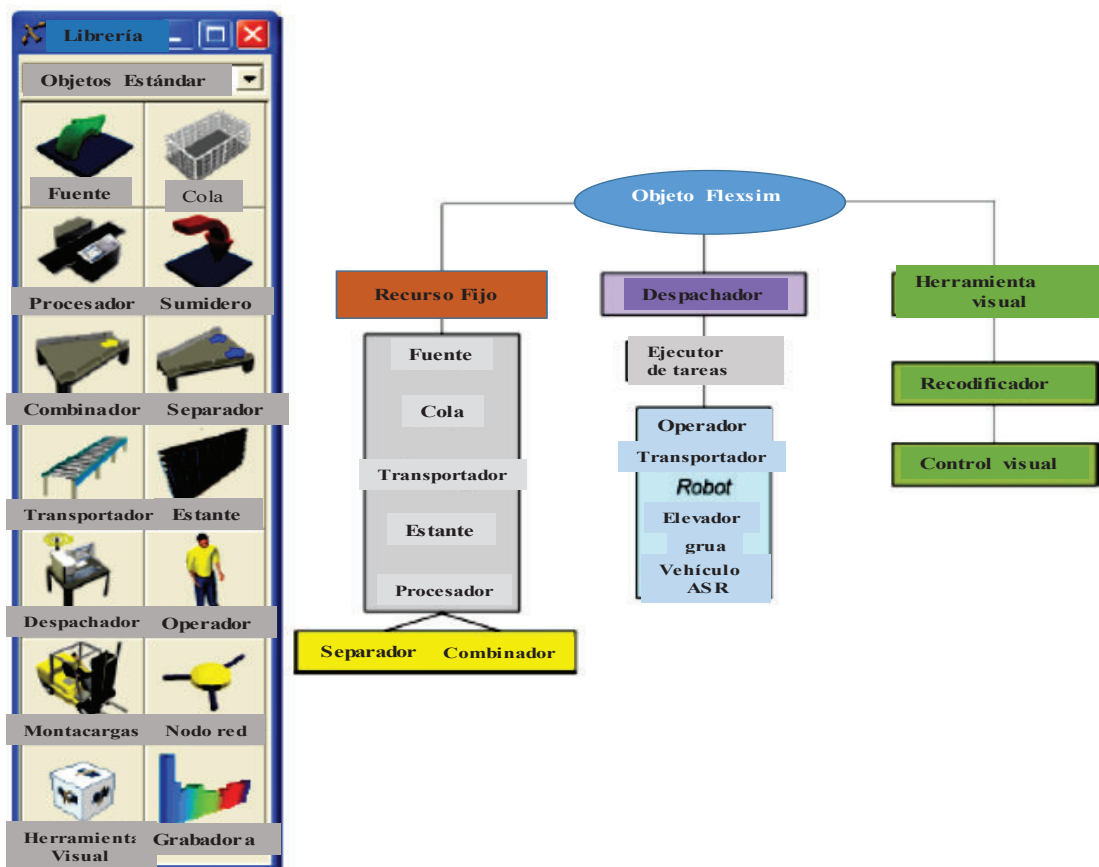 Librería
Objetos Estándar
Fuente
Cola
Procesador
Sumidero
Combinador
Separador
Transportador
Estante
Despachador
Operador
Montacargas
Nodo red
Herramienta
Visual
Grabadora
Objeto Flexsim
Recurso Fijo
Fuente
Cola
Transportador
Estante
Procesador
Separador
Combinador
Despachador
Ejecutor
de tareas
Operador
Transportador
Robot
Elevador
grua
Vehículo
ASR
Herramienta
visual
Recodificador
Control visual